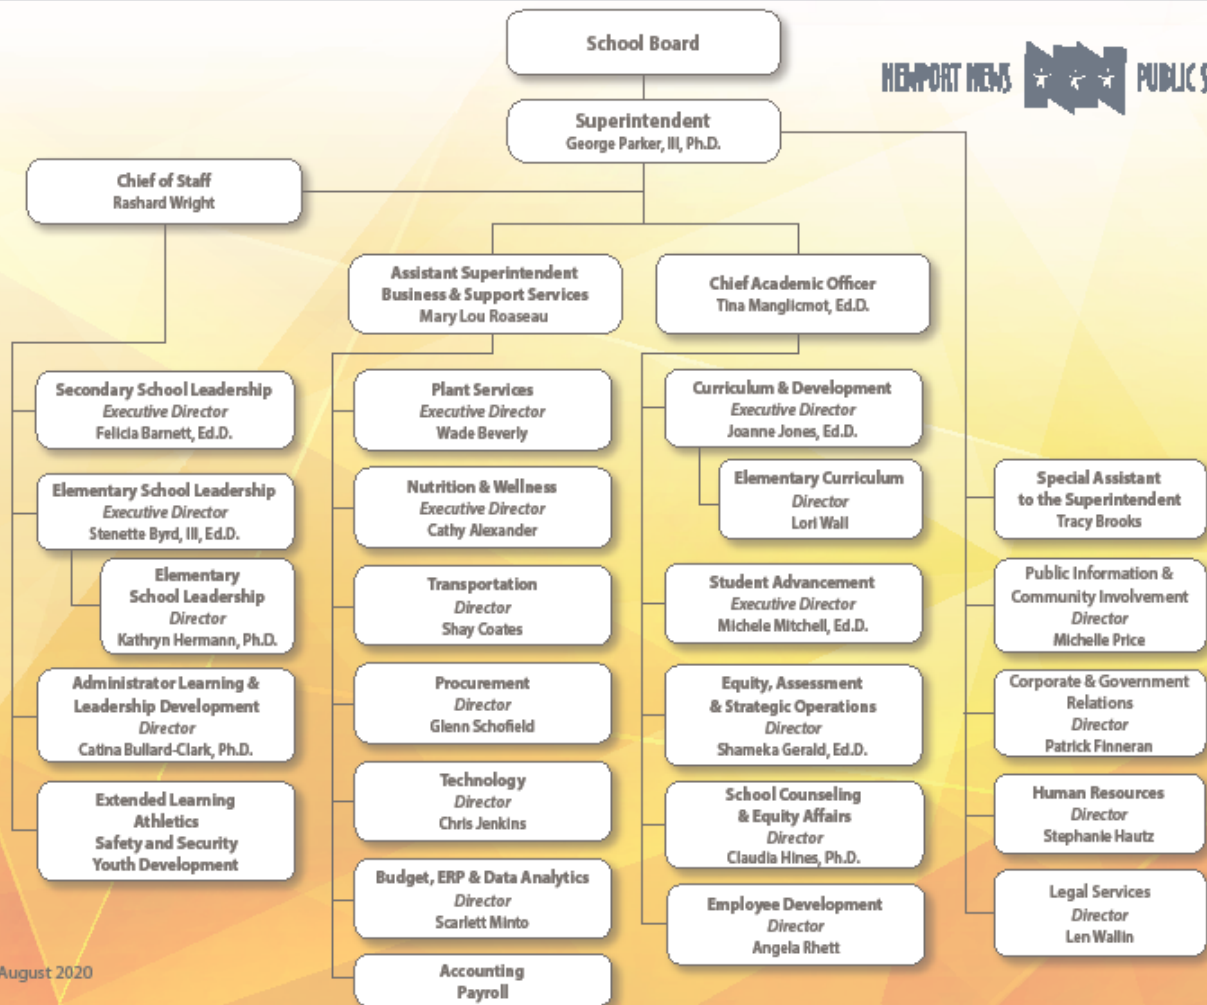 School Board
NEWPORT NEWS
PUBLIC S
Superintendent
George Parker, III, Ph.D.
Chief of Staff
Rashard Wright
Assistant Superintendent
Business & Support Services
Mary Lou Roaseau
Chief Academic Officer
Tina Manglicmot, Ed.D.
Secondary School Leadership
Executive Director
Felicia Barnett, Ed.D.
Elementary School Leadership
Executive Director
Stenette Byrd, III, Ed.D.
Elementary
School Leadership
Director
Kathryn Hermann, Ph.D.
Administrator Learning &
Leadership Development
Director
Catina Bullard-Clark, Ph.D.
Extended Learning
Athletics
Safety and Security
Youth Development
Plant Services
Executive Director
Wade Beverly
Nutrition & Wellness
Executive Director
Cathy Alexander
Transportation
Director
Shay Coates
Procurement
Director
Glenn Schofield
Technology
Director
Chris Jenkins
Budget, ERP & Data Analytics
Director
Scarlett Minto
Accounting
Payroll
Curriculum & Development
Executive Director
Joanne Jones, Ed.D.
Elementary Curriculum
Director
Lori Wall
Student Advancement
Executive Director
Michele Mitchell, Ed.D.
Equity, Assessment
& Strategic Operations
Director
Shameka Gerald, Ed.D.
School Counseling
& Equity Affairs
Director
Claudia Hines, Ph.D.
Employee Development
Director
Angela Rhett
Special Assistant
to the Superintendent
Tracy Brooks
Public Information &
Community Involvement
Director
Michelle Price
Corporate & Government
Relations
Director
Patrick Finneran
Human Resources
Director
Stephanie Hautz
Legal Services
Director
Len Wallin
August 2020